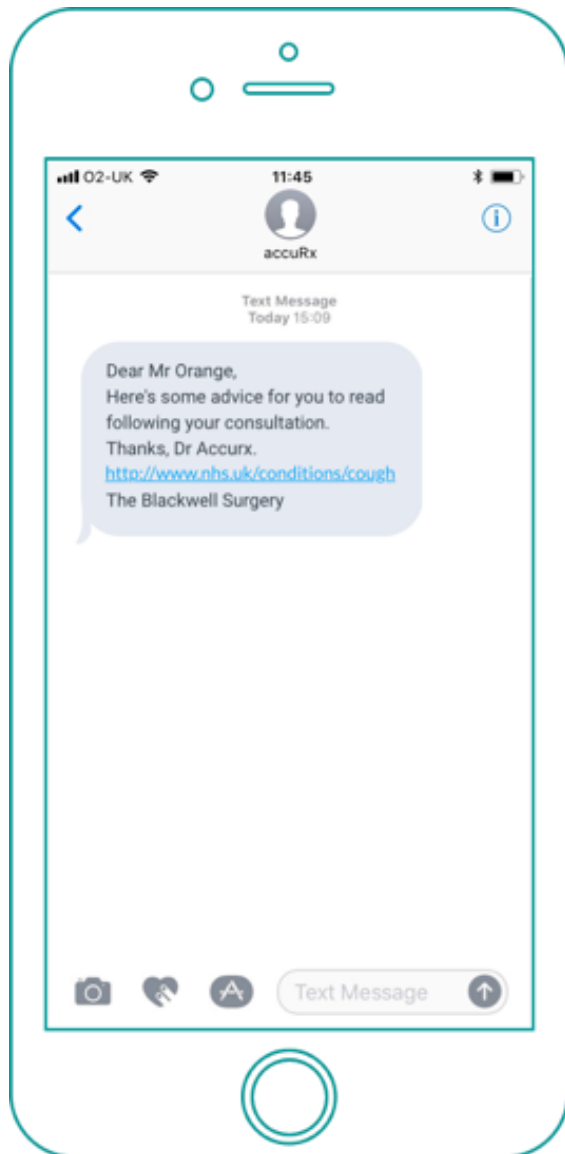 O2-UK 11:45
accuRx
Text Message
Today 15:09
Dear Mr Orange,
Here's some advice for you to read
following your consultation.
Thanks, Dr Accurx.
http://www.nhs.uk/conditions/cough
The Blackwell Surgery
Text Message